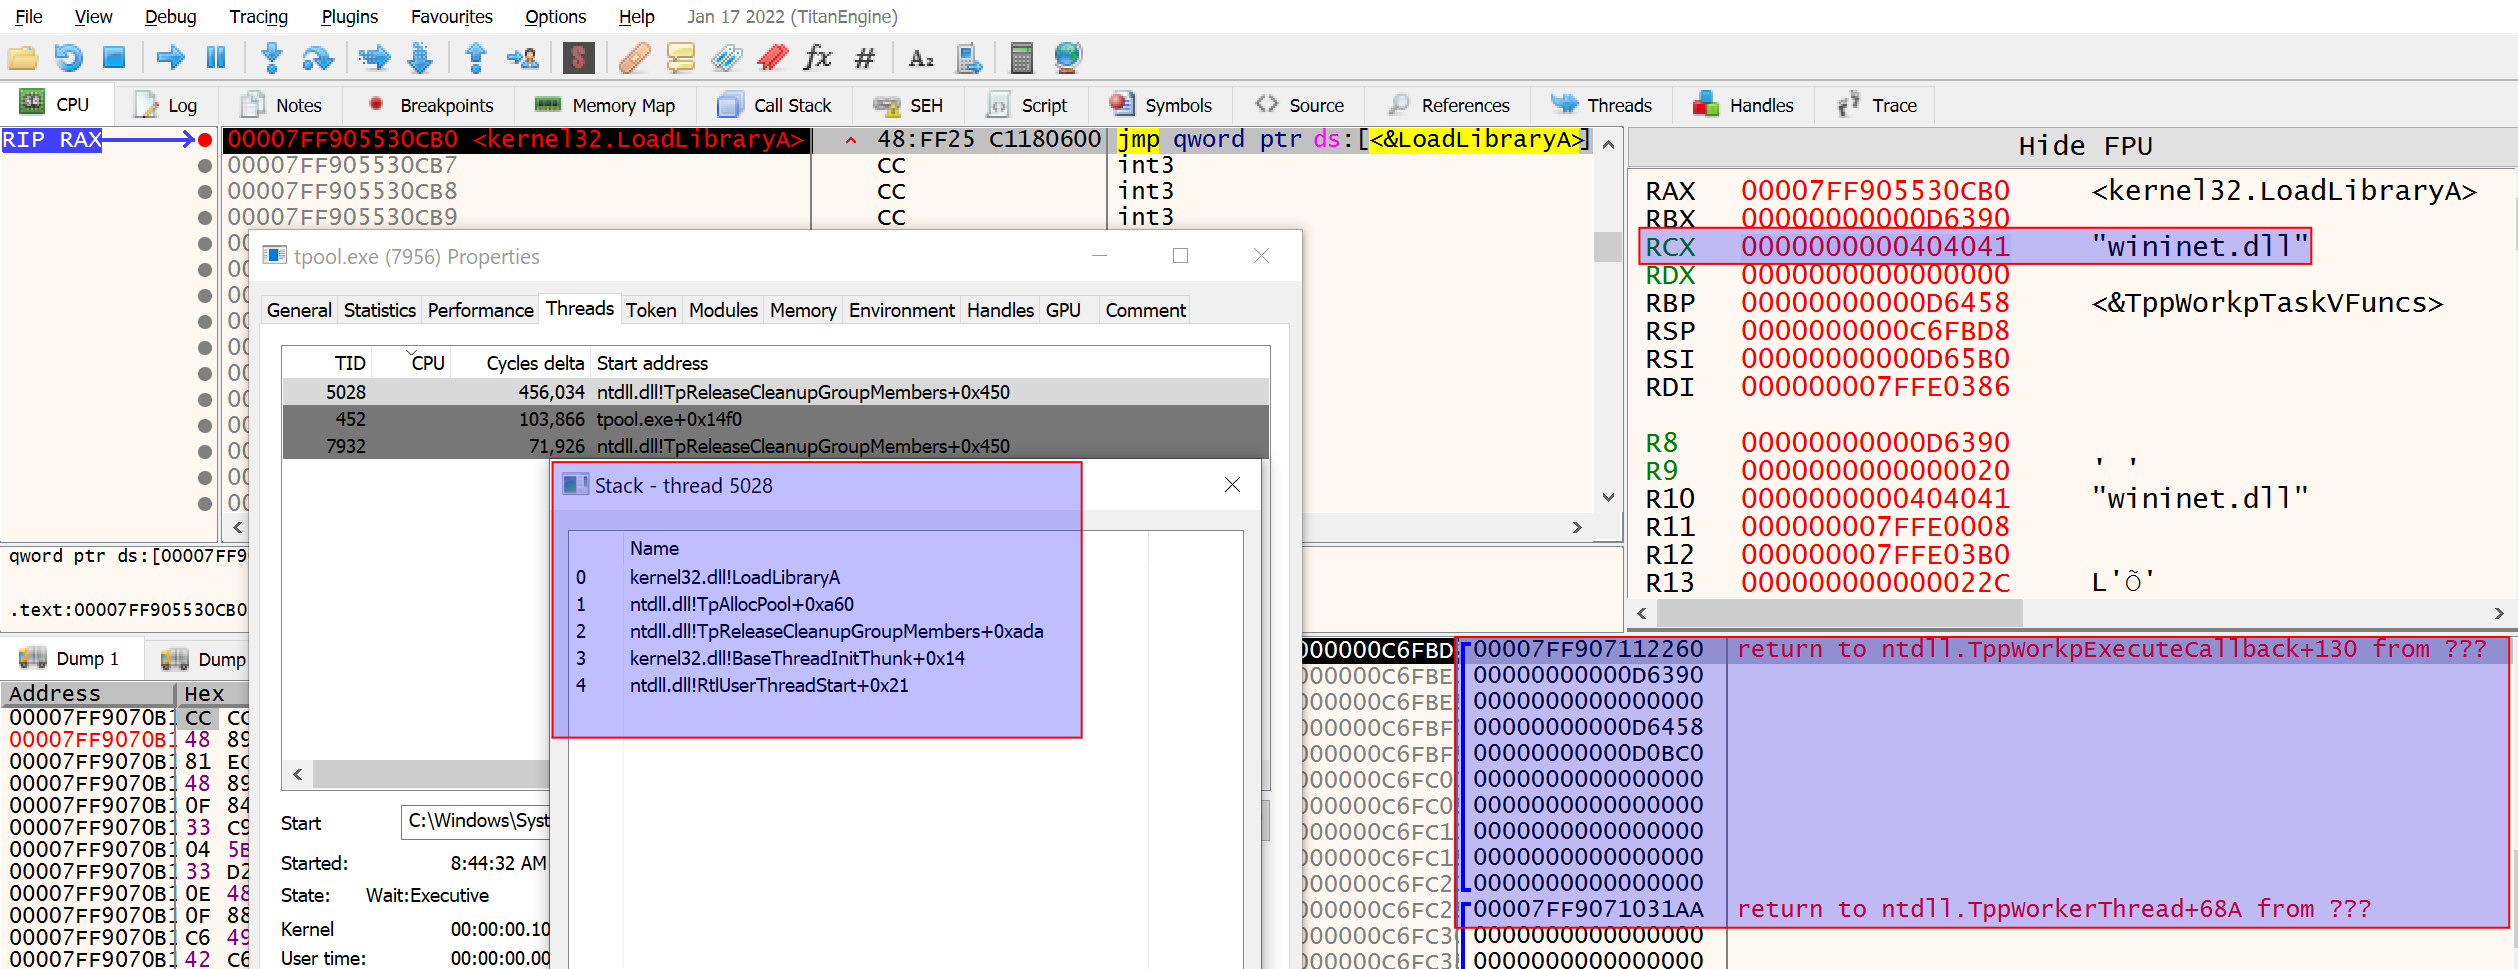 File View Debug Tracing Plugins Favourites Options Help Jan 17 2022 (TitanEngine)
CPU Log Notes Breakpoints Memory Map Call Stack SEH Script Symbols Source References Threads Handles Trace
RIP RAX 00007FF905530CB0 <kernel32.LoadLibraryA> 48:FF25 C1180600 jmp qword ptr ds:[<&LoadLibraryA>]
00007FF905530CB7 CC int3
00007FF905530CB8 CC int3
00007FF905530CB9 CC int3
Hide FPU
RAX 00007FF905530CB0 <kernel32.LoadLibraryA>
RBX 00000000000D6390
RCX 0000000000404041 "wininet.dll"
RDX 0000000000000000
RBP 00000000000D6458 <&TppWorkpTaskVFuncs>
RSP 0000000000C6FBD8
RSI 00000000000D65B0
RDI 000000007FFE0386
R8 00000000000D6390
R9 0000000000000020 ' '
R10 0000000000404041 "wininet.dll"
R11 000000007FFE0008
R12 000000007FFE03B0
R13 000000000000022C L'Õ'
tpool.exe (7956) Properties
General Statistics Performance Threads Token Modules Memory Environment Handles GPU Comment
TID CPU Cycles delta Start address
5028 456,034 ntdll.dll!TpReleaseCleanupGroupMembers+0x450
452 103,866 tpool.exe+0x14f0
7932 71,926 ntdll.dll!TpReleaseCleanupGroupMembers+0x450
Stack - thread 5028
Name
0 kernel32.dll!LoadLibraryA
1 ntdll.dll!TpAllocPool+0xa60
2 ntdll.dll!TpReleaseCleanupGroupMembers+0xada
3 kernel32.dll!BaseThreadInitThunk+0x14
4 ntdll.dll!RtlUserThreadStart+0x21
Start C:\Windows\Syst
Started: 8:44:32 AM
State: Wait:Executive
Kernel 00:00:00.10
User time: 00:00:00.00
qword ptr ds:[00007FF9
.text:00007FF905530CB0
Dump 1 Dump
Address Hex
00007FF9070B1 CC CC
00007FF9070B1 48 89
00007FF9070B1 81 EC
00007FF9070B1 48 89
00007FF9070B1 0F 84
00007FF9070B1 33 C9
00007FF9070B1 04 5B
00007FF9070B1 33 D2
00007FF9070B1 0E 48
00007FF9070B1 0F 88
00007FF9070B1 C6 49
00007FF9070B1 42 C6
000000C6FBD 00007FF907112260 return to ntdll.TppWorkpExecuteCallback+130 from ???
000000C6FBE 00000000000D6390
000000C6FBE 0000000000000000
000000C6FBF 00000000000D6458
000000C6FBF 00000000000D0BC0
000000C6FC0 0000000000000000
000000C6FC0 0000000000000000
000000C6FC1 0000000000000000
000000C6FC1 0000000000000000
000000C6FC2 0000000000000000
000000C6FC2 00007FF9071031AA return to ntdll.TppWorkerThread+68A from ???
000000C6FC3 0000000000000000
000000C6FC3 0000000000000000